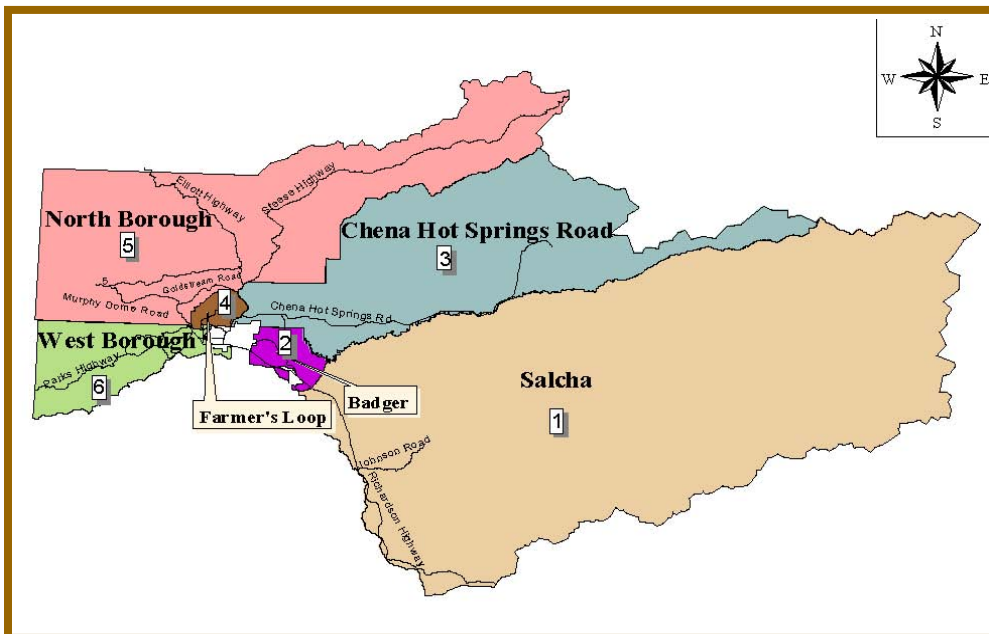 N
W E
S
Elliott Highway
Steese Highway
North Borough
5
Chena Hot Springs Road
3
5
Goldstream Road
4
Murphy Dome Road
Chena Hot Springs Rd
West Borough
2
Parks Highway
6
Salcha
1
Badger
Farmer's Loop
Johnson Road
Richardson Highway